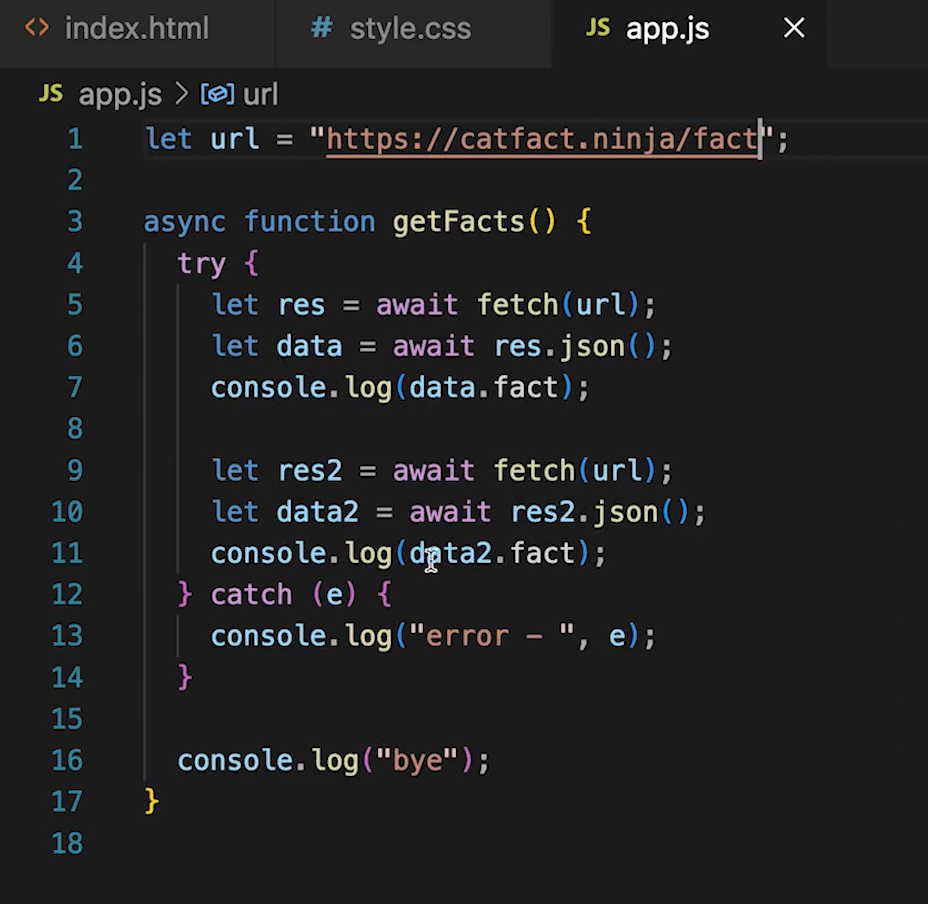 <> index.html # style.css JS app.js ×
JS app.js > url
1 let url = "https://catfact.ninja/fact";
2
3 async function getFacts() {
4   try {
5     let res = await fetch(url);
6     let data = await res.json();
7     console.log(data.fact);
8
9     let res2 = await fetch(url);
10     let data2 = await res2.json();
11     console.log(data2.fact);
12   } catch (e) {
13     console.log("error - ", e);
14   }
15
16   console.log("bye");
17 }
18